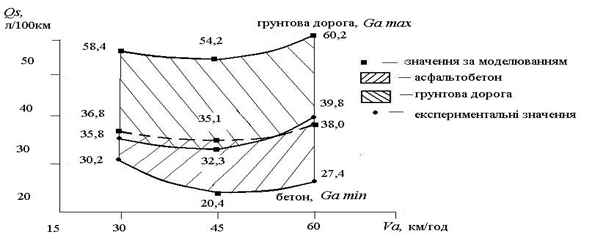 Qs,
л/100км
грунтова дорога, Ga max
60,2
58,4
54,2
значення за моделюванням
асфальтобетон
грунтова дорога
експериментальні значення
50
40
30
20
36,8
35,8
30,2
35,1
32,3
20,4
39,8
38,0
27,4
бетон, Ga min
15
30
45
60
Va, км/год